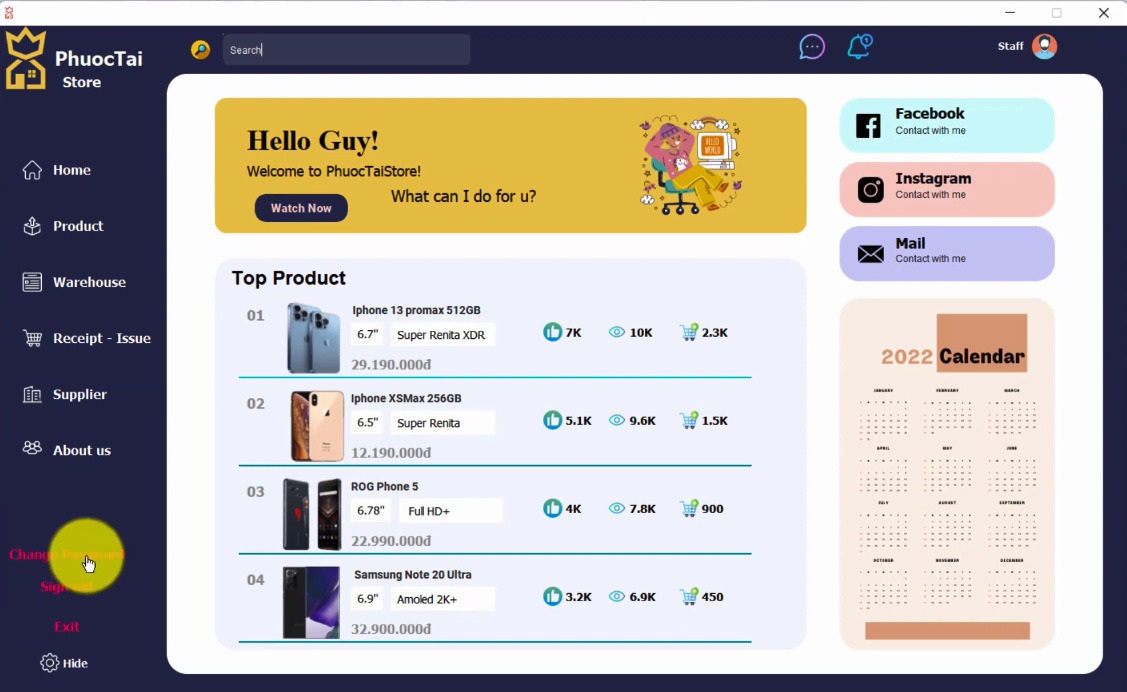 PhuocTai
Store
Search
Staff
Home
Product
Warehouse
Receipt - Issue
Supplier
About us
Change Password
Sign out
Exit
Hide
Hello Guy!
Welcome to PhuocTaiStore!
What can I do for u?
Watch Now
HELLO
WORLD
Top Product
01
Iphone 13 promax 512GB
6.7"
Super Renita XDR
7K
10K
2.3K
29.190.000đ
02
Iphone XSMax 256GB
6.5"
Super Renita
5.1K
9.6K
1.5K
12.190.000đ
03
ROG Phone 5
6.78"
Full HD+
4K
7.8K
900
22.990.000đ
04
Samsung Note 20 Ultra
6.9"
Amoled 2K+
3.2K
6.9K
450
32.900.000đ
Facebook
Contact with me
Instagram
Contact with me
Mail
Contact with me
2022 Calendar
JANUARY FEBRUARY MARCH
APRIL MAY JUNE
JULY AUGUST SEPTEMBER
OCTOBER NOVEMBER DECEMBER